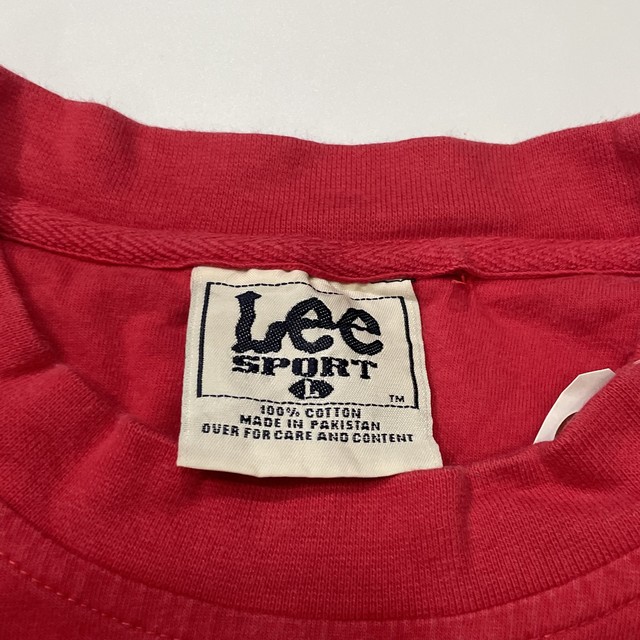 Lee
SPORT
L
™
100% COTTON
MADE IN PAKISTAN
OVER FOR CARE AND CONTENT